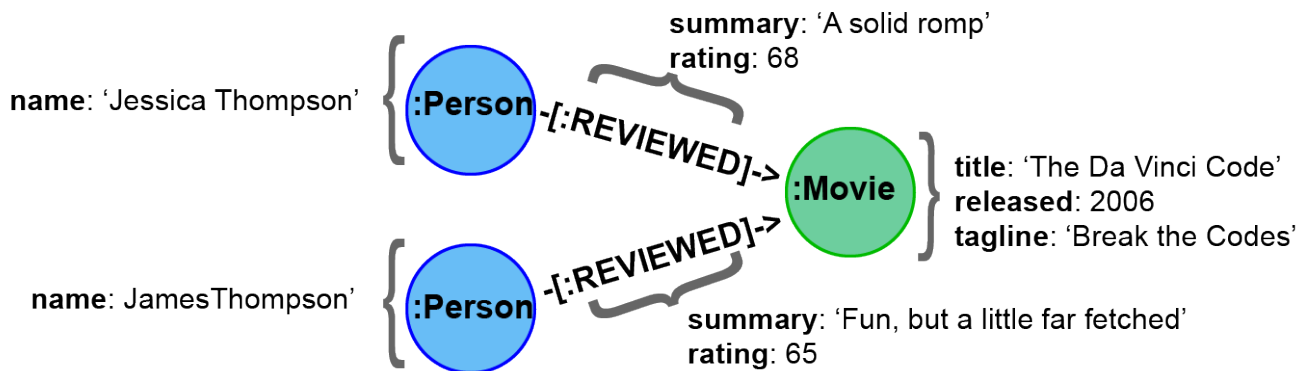 summary: ‘A solid romp’
rating: 68
name: ‘Jessica Thompson’
:Person
-[:REVIEWED]->
:Movie
title: ‘The Da Vinci Code’
released: 2006
tagline: ‘Break the Codes’
name: JamesThompson’
:Person
-[:REVIEWED]->
summary: ‘Fun, but a little far fetched’
rating: 65